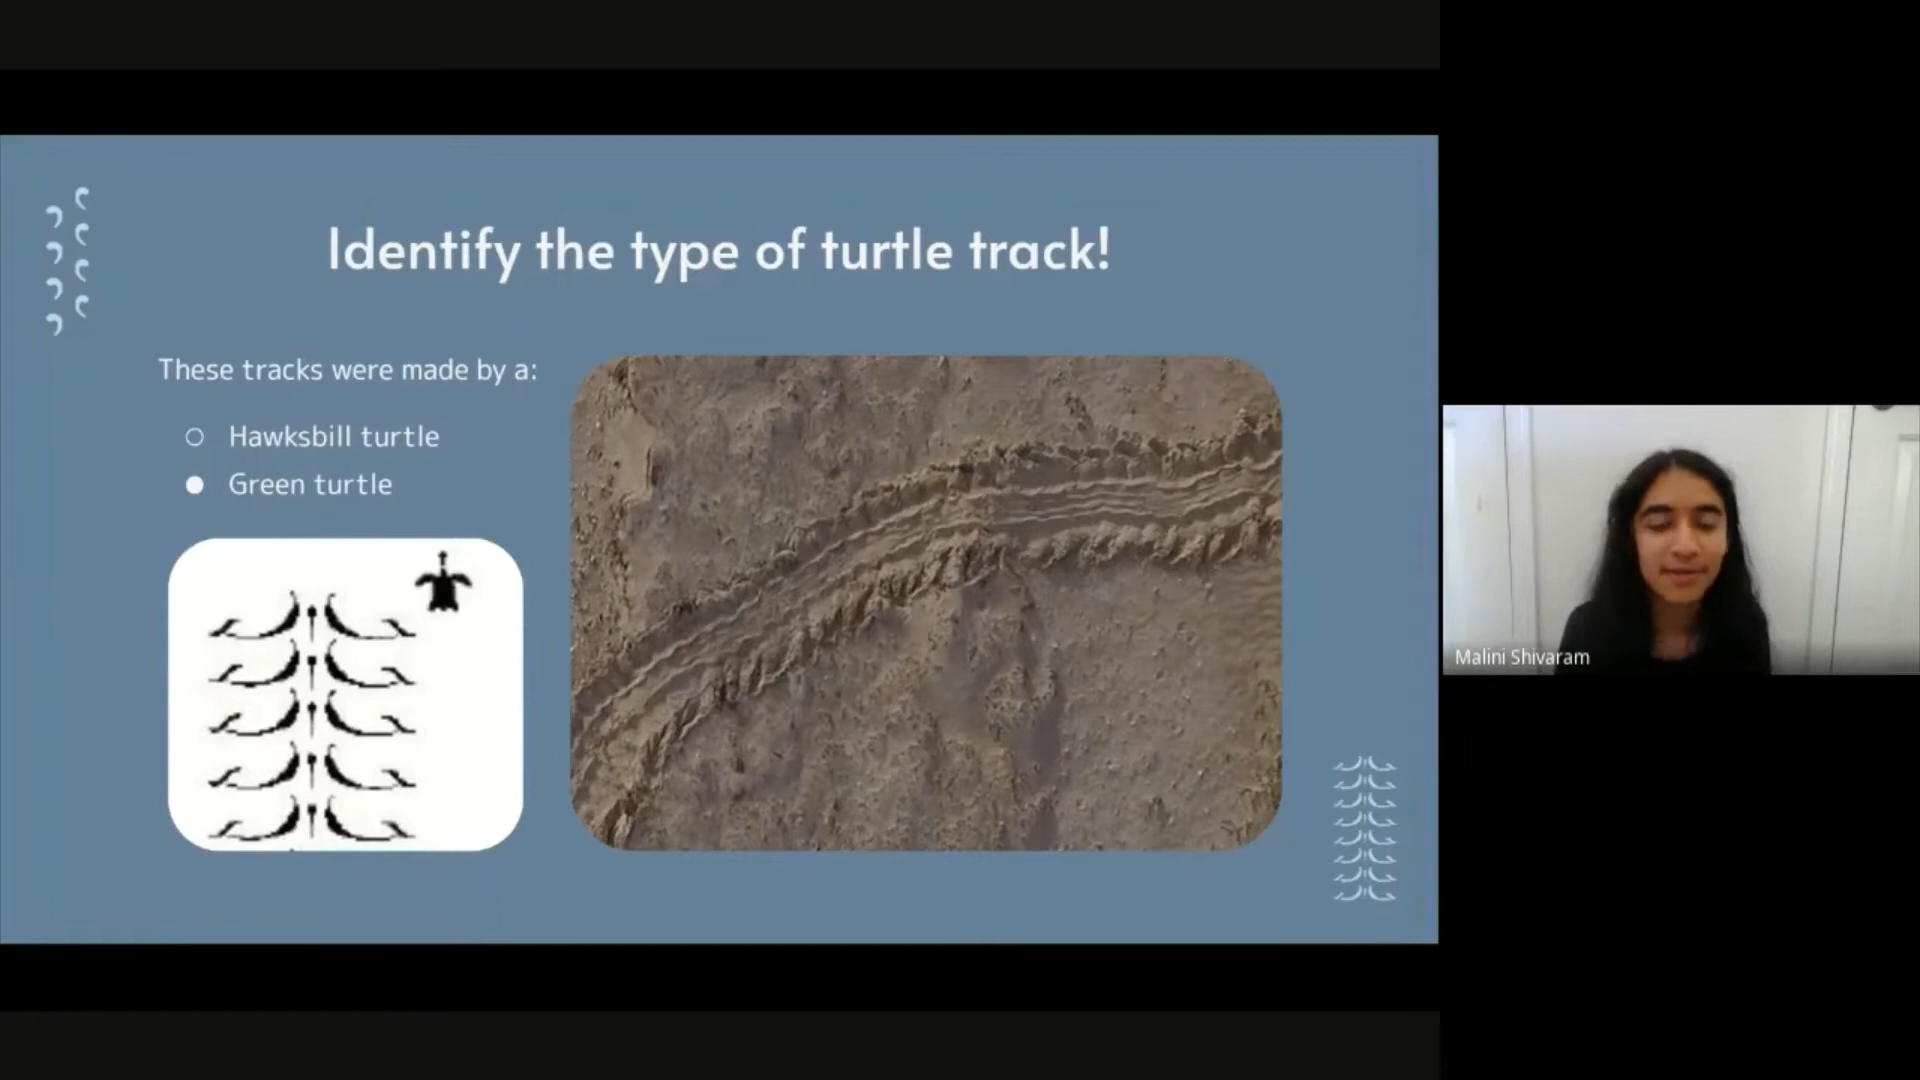 Identify the type of turtle track!
These tracks were made by a:
Hawksbill turtle
Green turtle
Malini Shivaram